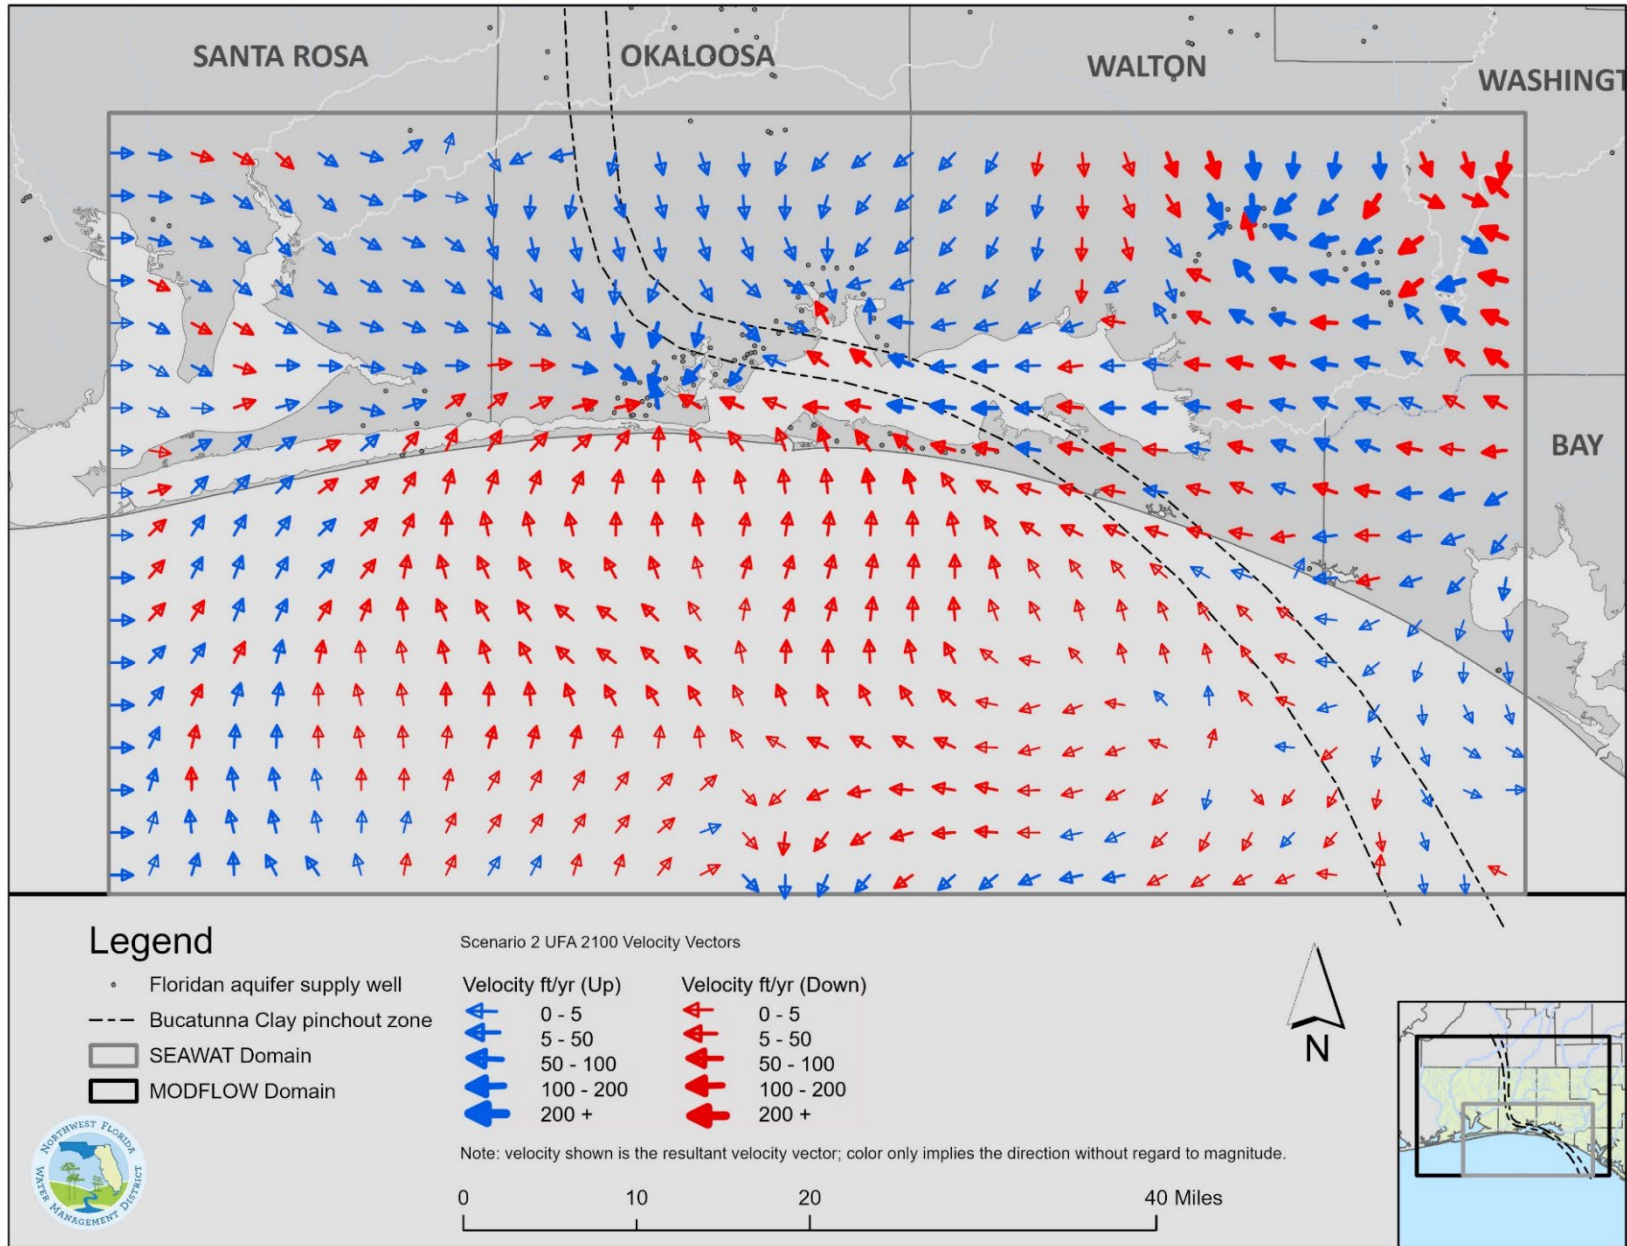 SANTA ROSA
OKALOOSA
WALTON
WASHINGT
BAY
Legend
Floridan aquifer supply well
Bucatunna Clay pinchout zone
SEAWAT Domain
MODFLOW Domain
Scenario 2 UFA 2100 Velocity Vectors
Velocity ft/yr (Up)
0 - 5
5 - 50
50 - 100
100 - 200
200 +
Velocity ft/yr (Down)
0 - 5
5 - 50
50 - 100
100 - 200
200 +
Note: velocity shown is the resultant velocity vector; color only implies the direction without regard to magnitude.
0 10 20 40 Miles
N
NORTHWEST FLORIDA
WATER MANAGEMENT DISTRICT